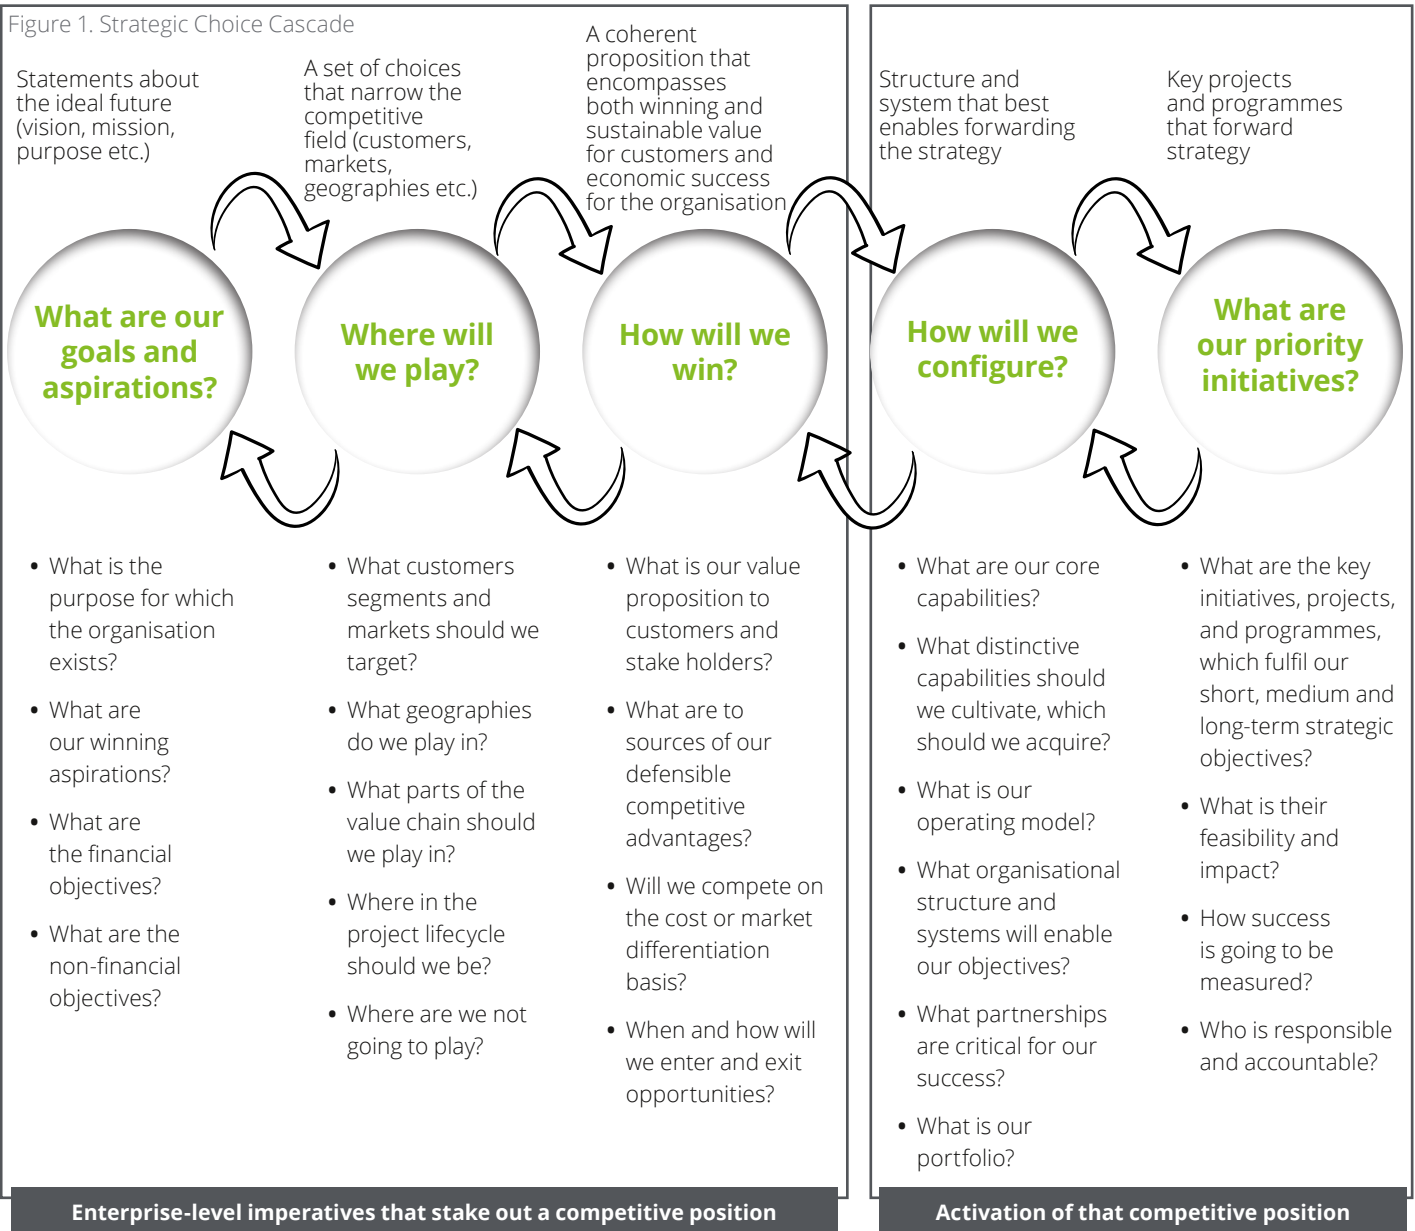 Figure 1. Strategic Choice Cascade
Statements about
the ideal future
(vision, mission,
purpose etc.)
A set of choices
that narrow the
competitive
field (customers,
markets,
geographies etc.)
A coherent
proposition that
encompasses
both winning and
sustainable value
for customers and
economic success
for the organisation
Structure and
system that best
enables forwarding
the strategy
Key projects
and programmes
that forward
strategy
What are our
goals and
aspirations?
Where will
we play?
How will we
win?
How will we
configure?
What are
our priority
initiatives?
• What is the
purpose for which
the organisation
exists?
• What are
our winning
aspirations?
• What are
the financial
objectives?
• What are the
non-financial
objectives?
• What customers
segments and
markets should we
target?
• What geographies
do we play in?
• What parts of the
value chain should
we play in?
• Where in the
project lifecycle
should we be?
• Where are we not
going to play?
• What is our value
proposition to
customers and
stake holders?
• What are to
sources of our
defensible
competitive
advantages?
• Will we compete on
the cost or market
differentiation
basis?
• When and how will
we enter and exit
opportunities?
• What are our core
capabilities?
• What distinctive
capabilities should
we cultivate, which
should we acquire?
• What is our
operating model?
• What organisational
structure and
systems will enable
our objectives?
• What partnerships
are critical for our
success?
• What is our
portfolio?
• What are the key
initiatives, projects,
and programmes,
which fulfil our
short, medium and
long-term strategic
objectives?
• What is their
feasibility and
impact?
• How success
is going to be
measured?
• Who is responsible
and accountable?
Enterprise-level imperatives that stake out a competitive position
Activation of that competitive position